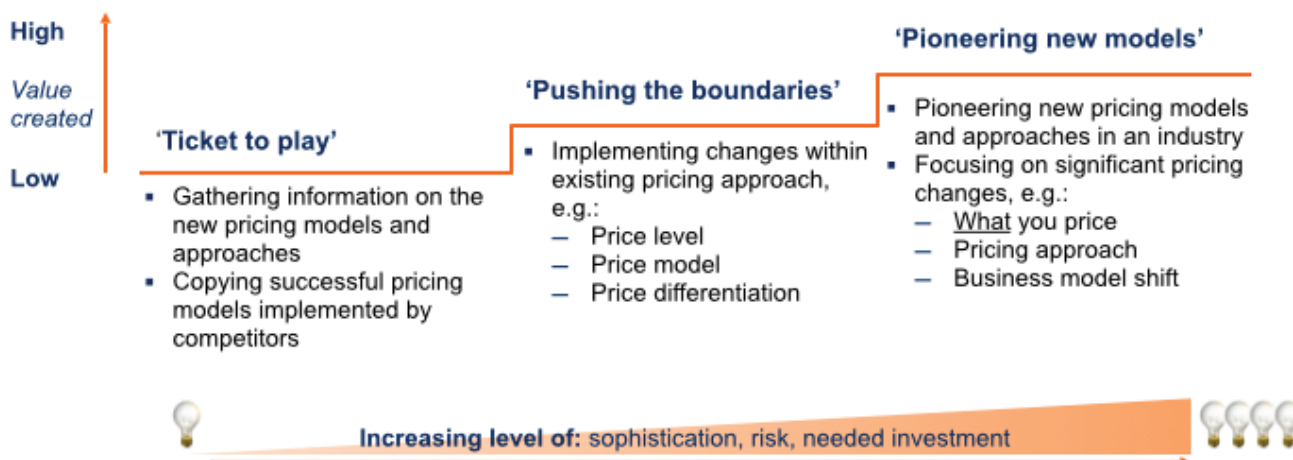 High
Value
created
Low
‘Ticket to play’
▪ Gathering information on the
new pricing models and
approaches
▪ Copying successful pricing
models implemented by
competitors
‘Pushing the boundaries’
▪ Implementing changes within
existing pricing approach,
e.g.:
– Price level
– Price model
– Price differentiation
‘Pioneering new models’
▪ Pioneering new pricing models
and approaches in an industry
▪ Focusing on significant pricing
changes, e.g.:
– What you price
– Pricing approach
– Business model shift
Increasing level of: sophistication, risk, needed investment